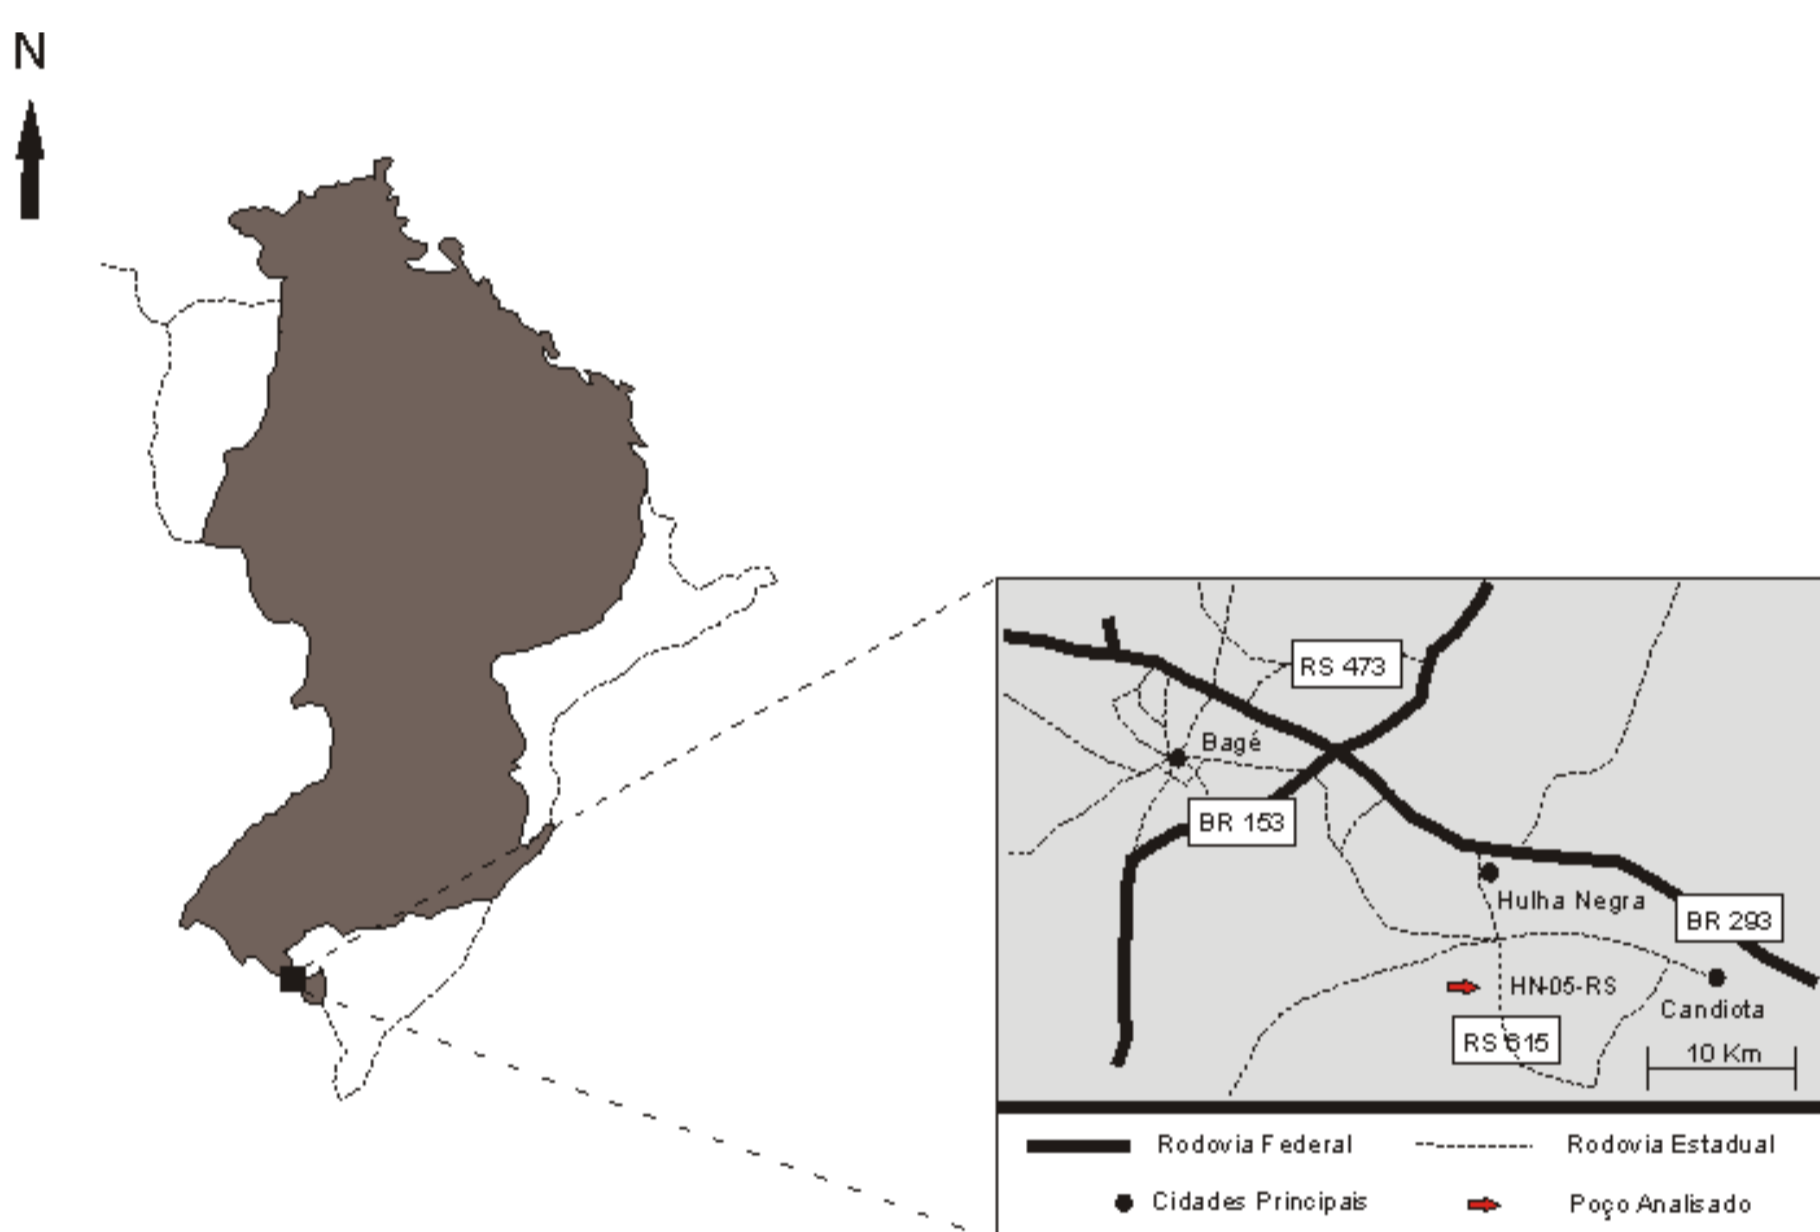 N
RS 473
Bagé
BR 153
Hulha Negra
BR 293
HN-05-RS
Candiota
RS 615
10 Km
Rodovia Federal
Rodovia Estadual
Cidades Principais
Poço Analisado